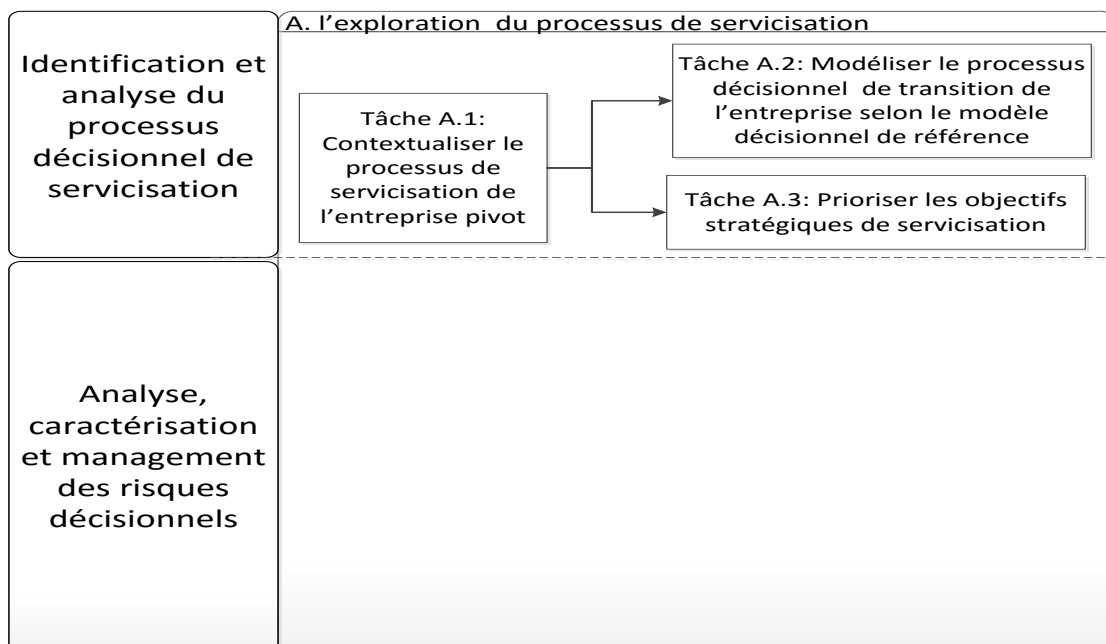 A. l’exploration du processus de servicisation
Identification et
analyse du
processus
décisionnel de
servicisation
Tâche A.1:
Contextualiser le
processus de
servicisation de
l’entreprise pivot
Tâche A.2: Modéliser le processus
décisionnel de transition de
l’entreprise selon le modèle
décisionnel de référence
Tâche A.3: Prioriser les objectifs
stratégiques de servicisation
Analyse,
caractérisation
et management
des risques
décisionnels